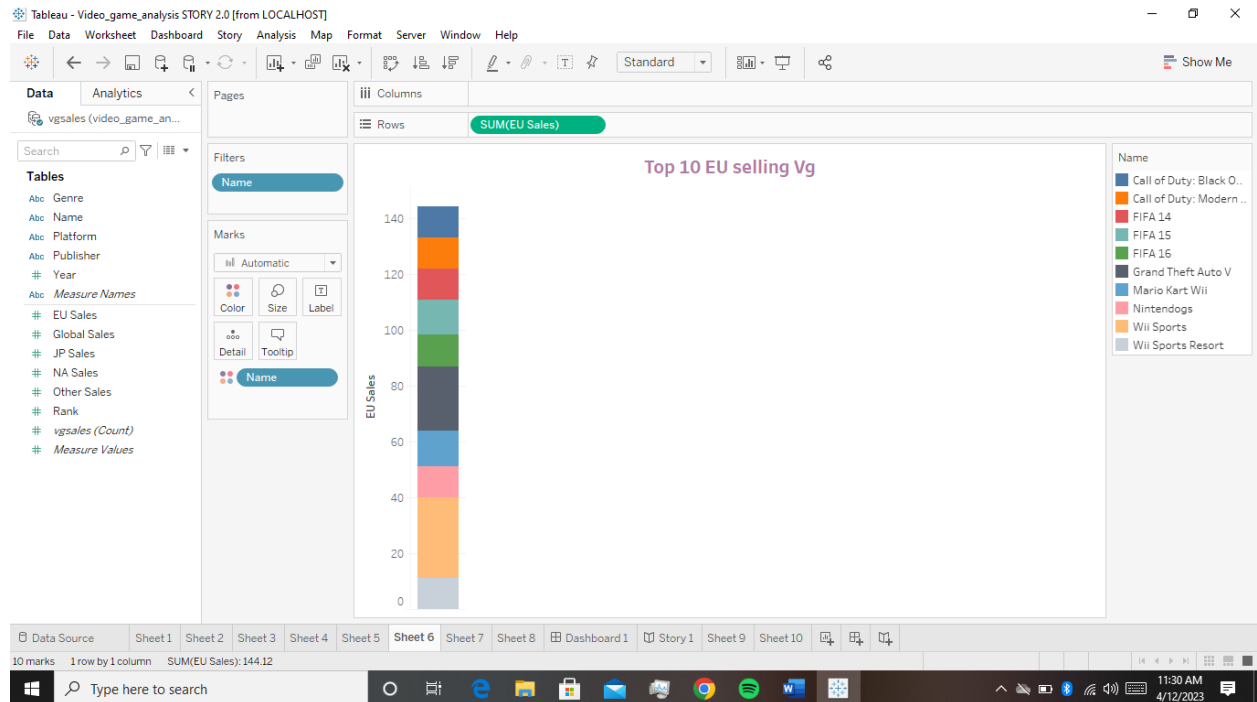 Tableau - Video_game_analysis STORY 2.0 [from LOCALHOST]
File Data Worksheet Dashboard Story Analysis Map Format Server Window Help
Standard
Show Me
Data Analytics
vgsales (video_game_an...
Search
Tables
Abc Genre
Abc Name
Abc Platform
Abc Publisher
# Year
Abc Measure Names
# EU Sales
# Global Sales
# JP Sales
# NA Sales
# Other Sales
# Rank
# vgsales (Count)
# Measure Values
Pages
Filters
Name
Marks
Automatic
Color Size Label
Detail Tooltip
Name
Columns
Rows SUM(EU Sales)
Top 10 EU selling Vg
EU Sales
140
120
100
80
60
40
20
0
Name
Call of Duty: Black O..
Call of Duty: Modern ..
FIFA 14
FIFA 15
FIFA 16
Grand Theft Auto V
Mario Kart Wii
Nintendogs
Wii Sports
Wii Sports Resort
Data Source Sheet 1 Sheet 2 Sheet 3 Sheet 4 Sheet 5 Sheet 6 Sheet 7 Sheet 8 Dashboard 1 Story 1 Sheet 9 Sheet 10
10 marks 1 row by 1 column SUM(EU Sales): 144.12
Type here to search
11:30 AM
4/12/2023